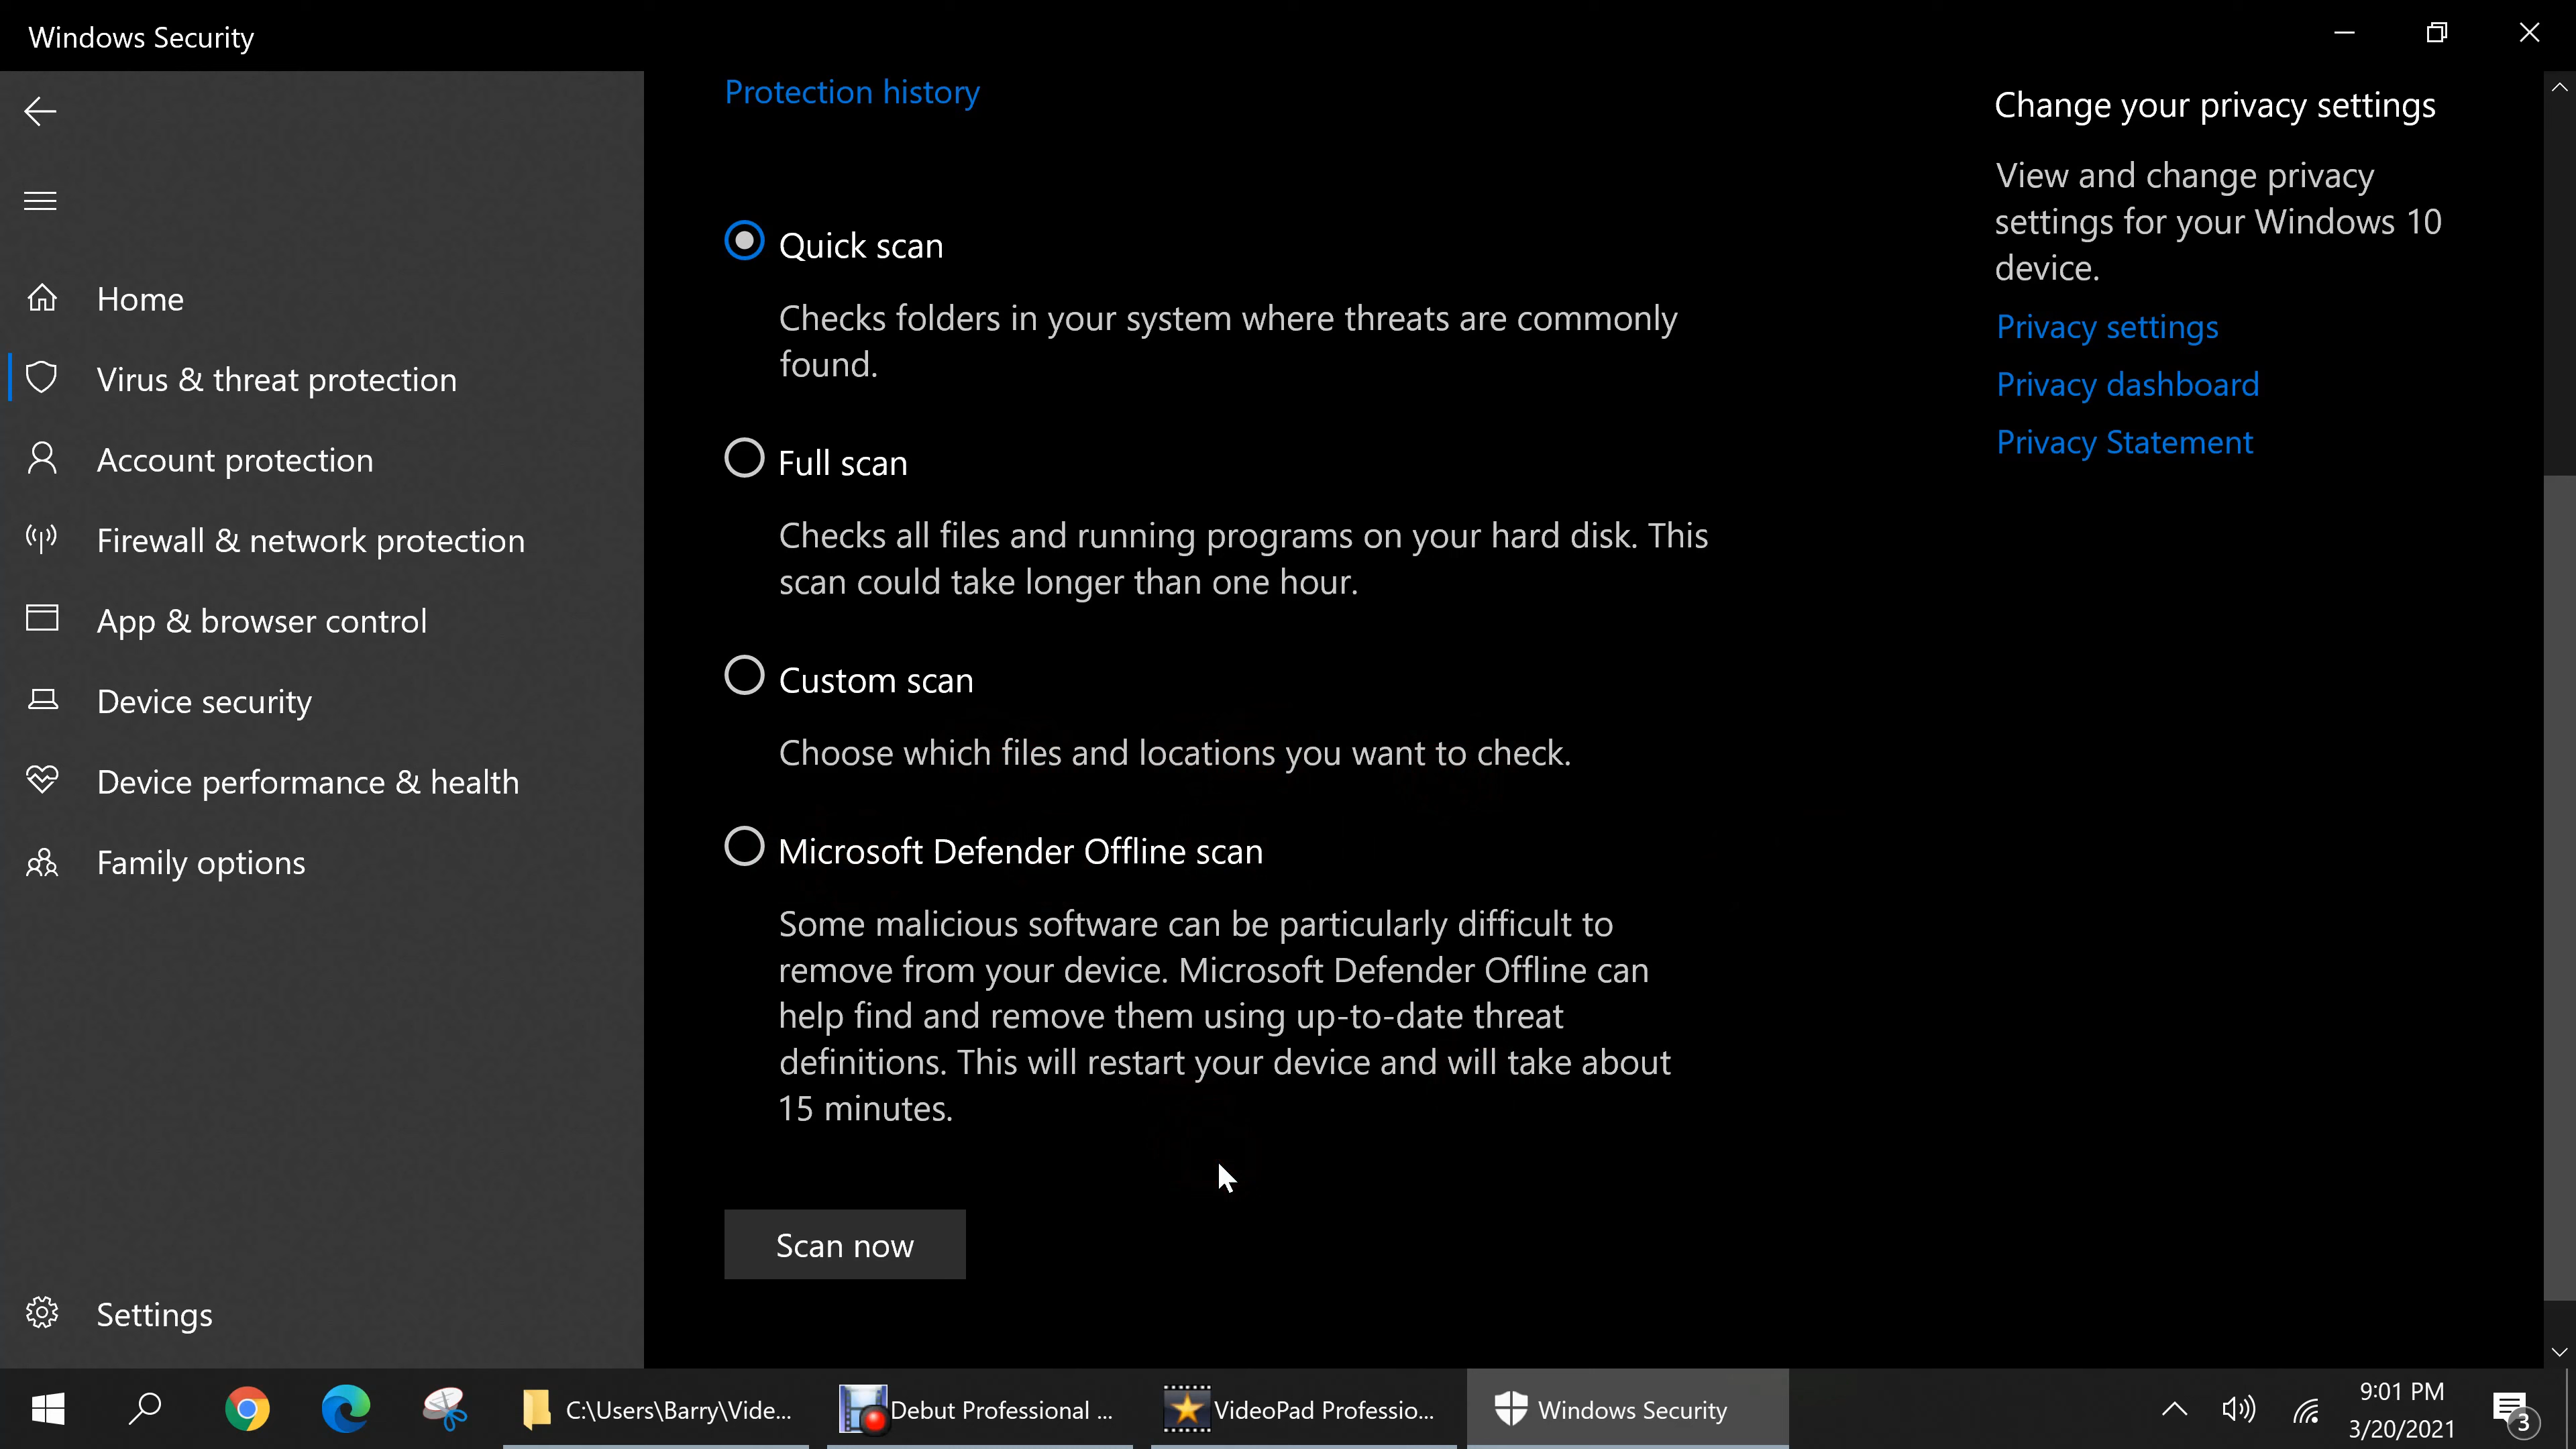 Windows Security
Protection history
Quick scan
Checks folders in your system where threats are commonly
found.
Full scan
Checks all files and running programs on your hard disk. This
scan could take longer than one hour.
Custom scan
Choose which files and locations you want to check.
Microsoft Defender Offline scan
Some malicious software can be particularly difficult to
remove from your device. Microsoft Defender Offline can
help find and remove them using up-to-date threat
definitions. This will restart your device and will take about
15 minutes.
Scan now
Change your privacy settings
View and change privacy
settings for your Windows 10
device.
Privacy settings
Privacy dashboard
Privacy Statement
Home
Virus & threat protection
Account protection
Firewall & network protection
App & browser control
Device security
Device performance & health
Family options
Settings
C:\Users\Barry\Vide...
Debut Professional ...
VideoPad Professio...
Windows Security
9:01 PM
3/20/2021
3